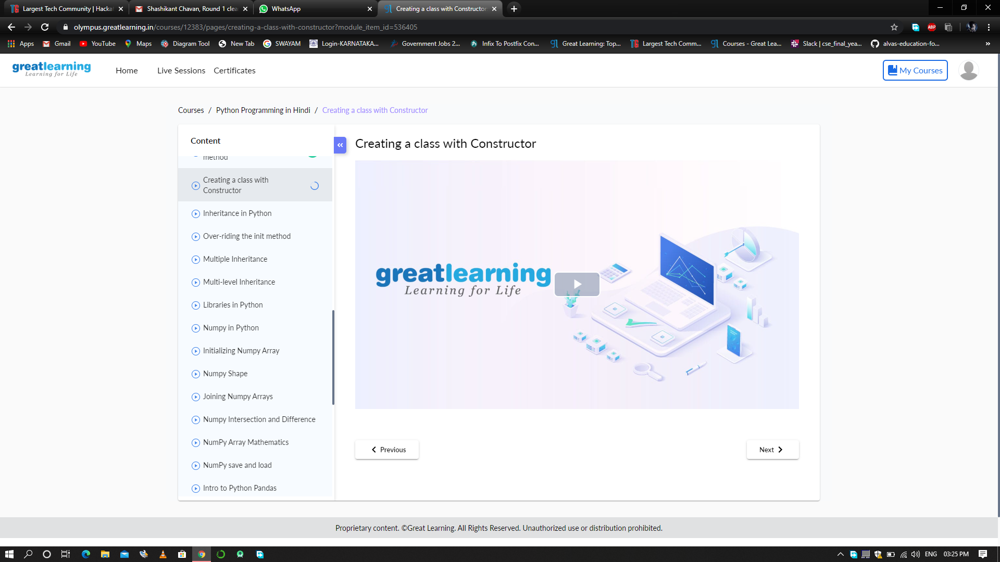 Largest Tech Community | Hacka
Shashikant Chavan, Round 1 clea
WhatsApp
Creating a class with Constructor
olympus.greatlearning.in/courses/12383/pages/creating-a-class-with-constructor?module_item_id=536405
Apps
Gmail
YouTube
Maps
Diagram Tool
New Tab
SWAYAM
Login-KARNATAKA...
Government Jobs 2...
Infix To Postfix Con...
Great Learning: Top...
Largest Tech Comm...
Courses - Great Lea...
Slack | cse_final_yea...
alvas-education-fo...
»
greatlearning
Learning for Life
Home
Live Sessions
Certificates
My Courses
Courses / Python Programming in Hindi / Creating a class with Constructor
Content
method
Creating a class with
Constructor
Inheritance in Python
Over-riding the init method
Multiple Inheritance
Multi-level Inheritance
Libraries in Python
Numpy in Python
Initializing Numpy Array
Numpy Shape
Joining Numpy Arrays
Numpy Intersection and Difference
NumPy Array Mathematics
NumPy save and load
Intro to Python Pandas
Creating a class with Constructor
greatlearning
Learning for Life
Previous
Next
Proprietary content. ©Great Learning. All Rights Reserved. Unauthorized use or distribution prohibited.
ENG
03:25 PM